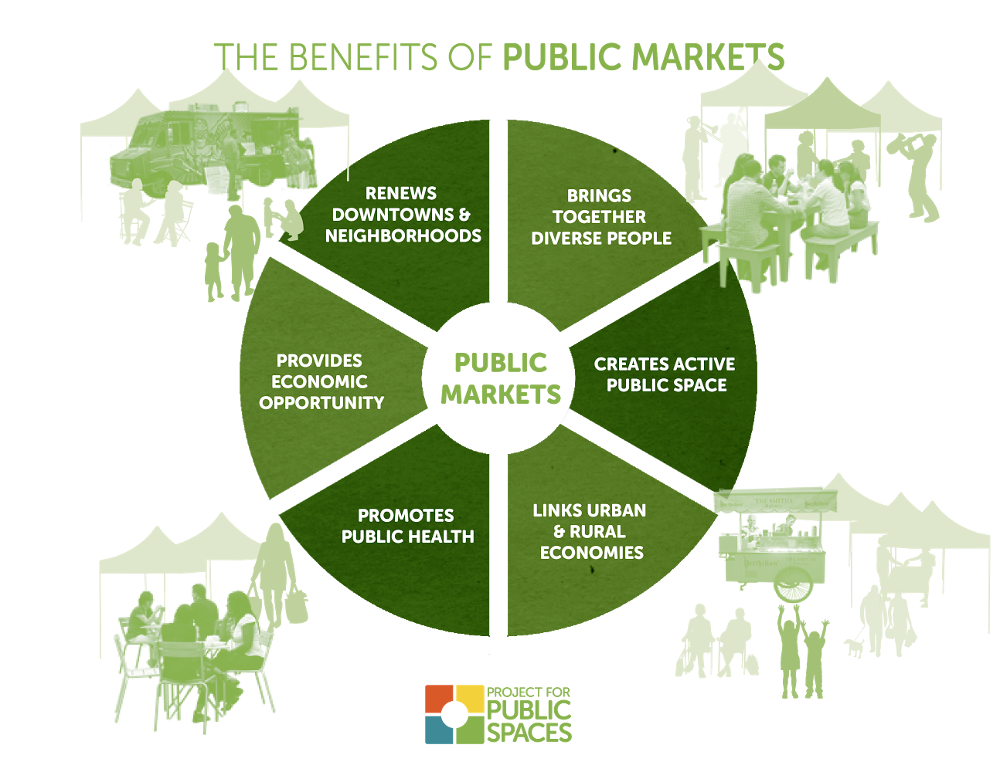 THE BENEFITS OF PUBLIC MARKETS
RENEWS
DOWNTOWNS &
NEIGHBORHOODS
BRINGS
TOGETHER
DIVERSE PEOPLE
PROVIDES
ECONOMIC
OPPORTUNITY
PUBLIC
MARKETS
CREATES ACTIVE
PUBLIC SPACE
PROMOTES
PUBLIC HEALTH
LINKS URBAN
& RURAL
ECONOMIES
THE SMITHS
PROJECT FOR
PUBLIC
SPACES